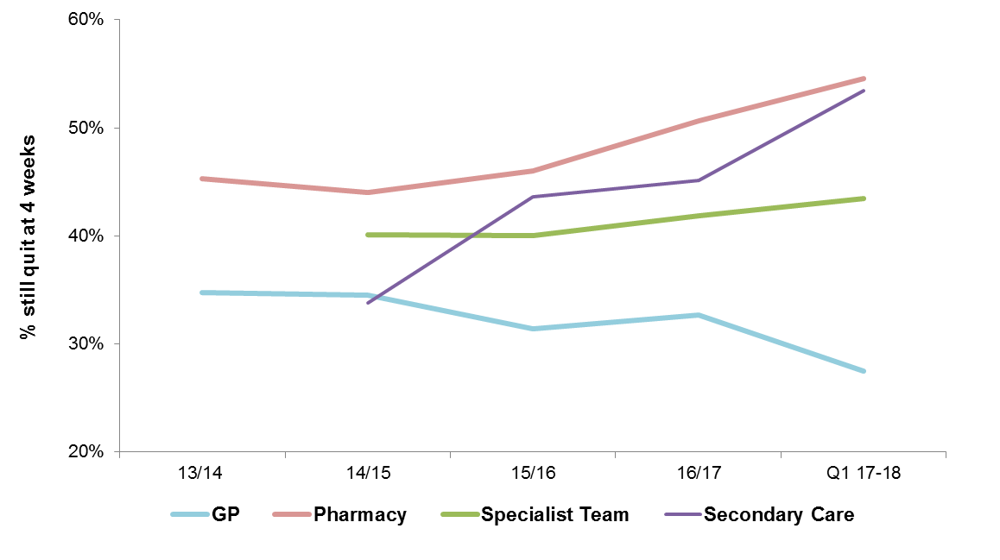 60%
50%
40%
30%
20%
% still quit at 4 weeks
13/14 14/15 15/16 16/17 Q1 17-18
GP Pharmacy Specialist Team Secondary Care